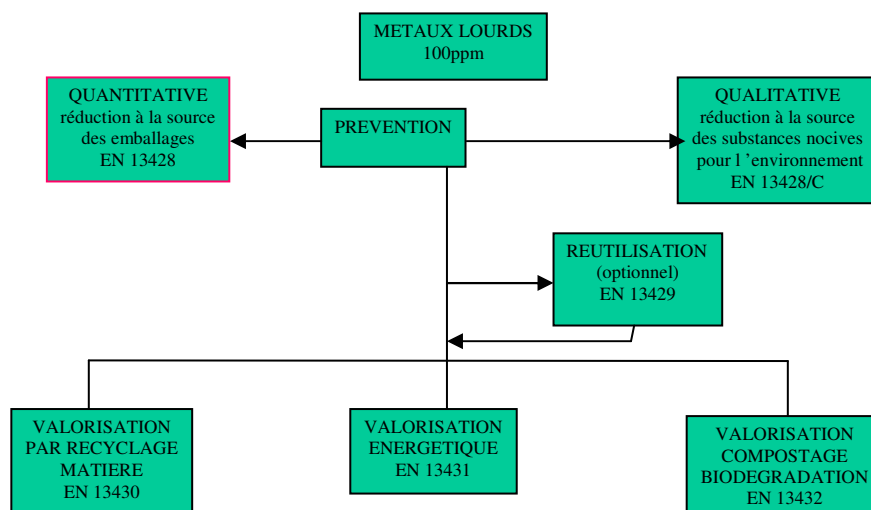 METAUX LOURDS
100ppm
QUANTITATIVE
réduction à la source
des emballages
EN 13428
PREVENTION
QUALITATIVE
réduction à la source
des substances nocives
pour l ’environnement
EN 13428/C
REUTILISATION
(optionnel)
EN 13429
VALORISATION
PAR RECYCLAGE
MATIERE
EN 13430
VALORISATION
ENERGETIQUE
EN 13431
VALORISATION
COMPOSTAGE
BIODEGRADATION
EN 13432